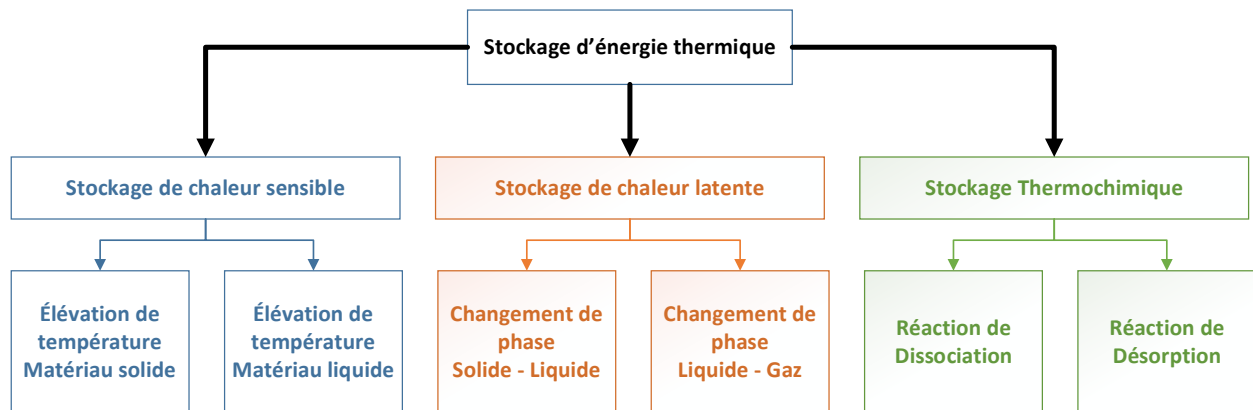 Stockage d’énergie thermique
Stockage de chaleur sensible
Stockage de chaleur latente
Stockage Thermochimique
Élévation de
température
Matériau solide
Élévation de
température
Matériau liquide
Changement de
phase
Solide - Liquide
Changement de
phase
Liquide - Gaz
Réaction de
Dissociation
Réaction de
Désorption